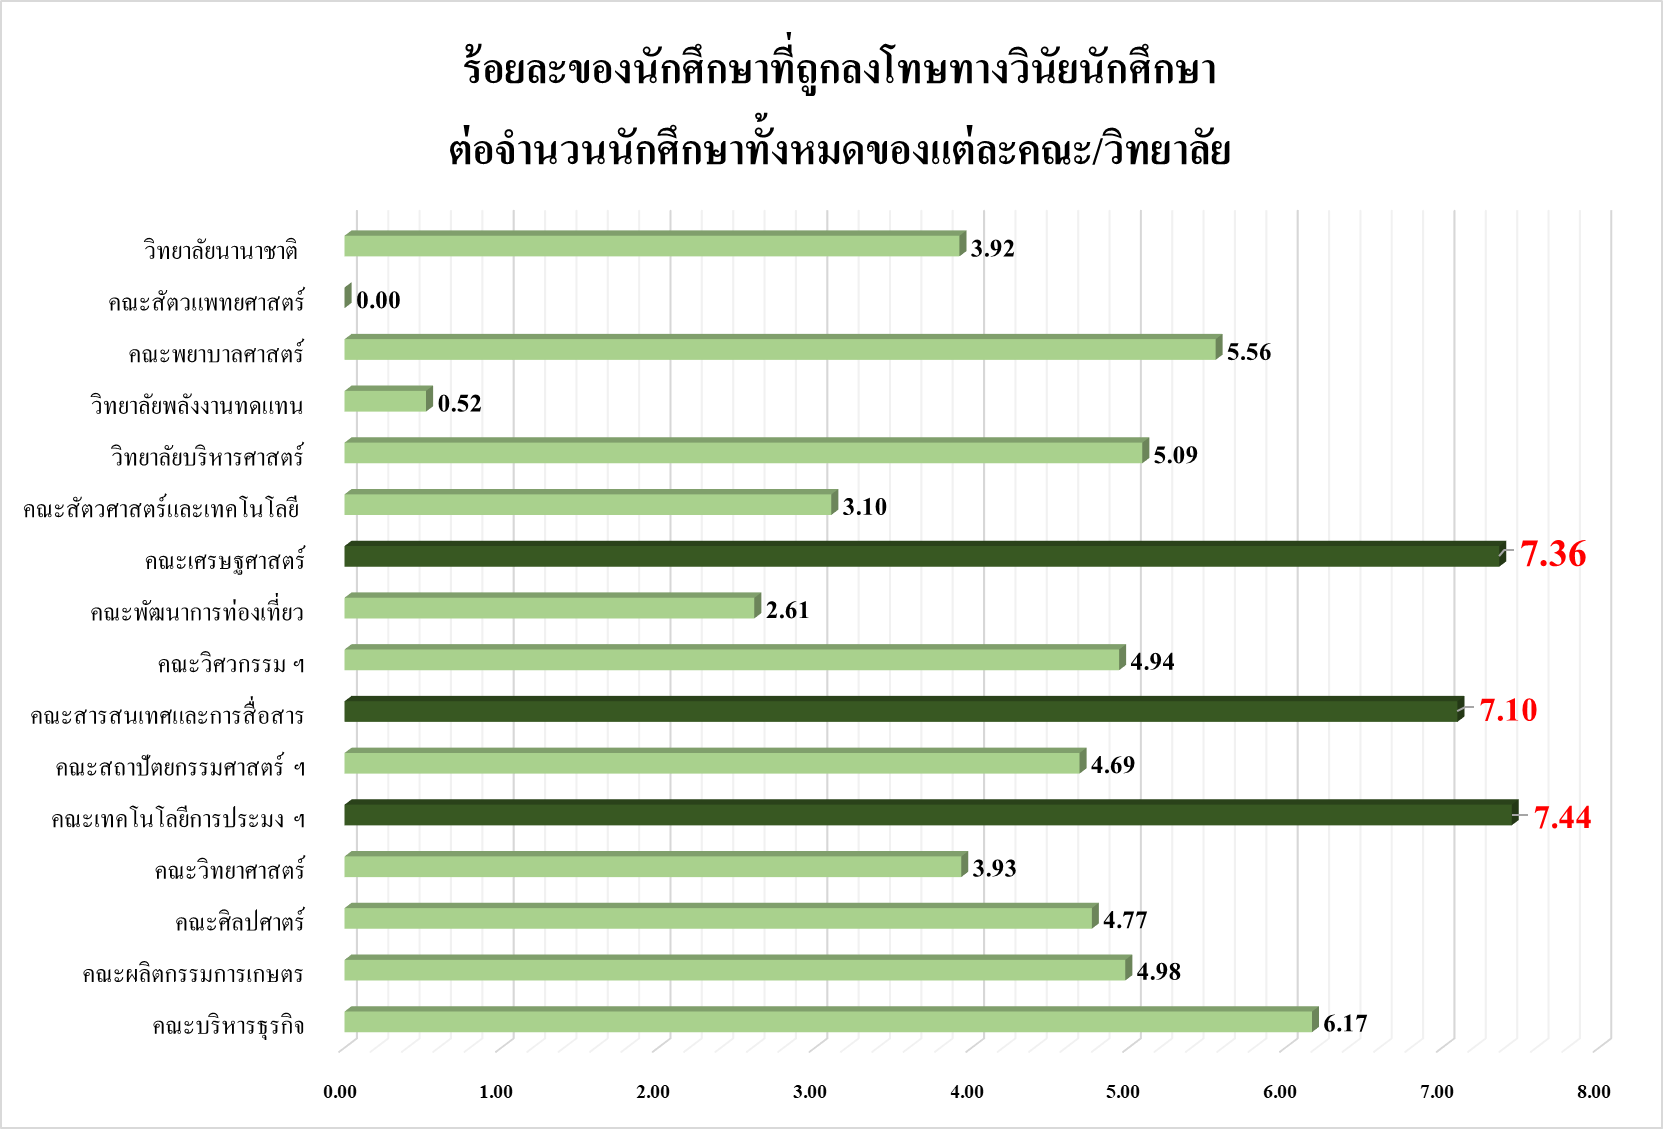 ร้อยละของนักศึกษาที่ถูกลงโทษทางวินัยนักศึกษา
ต่อจำนวนนักศึกษาทั้งหมดของแต่ละคณะ/วิทยาลัย
วิทยาลัยนานาชาติ 3.92
คณะสัตวแพทยศาสตร์ 0.00
คณะพยาบาลศาสตร์ 5.56
วิทยาลัยพลังงานทดแทน 0.52
วิทยาลัยบริหารศาสตร์ 5.09
คณะสัตวศาสตร์และเทคโนโลยี 3.10
คณะเศรษฐศาสตร์ 7.36
คณะพัฒนาการท่องเที่ยว 2.61
คณะวิศวกรรม ฯ 4.94
คณะสารสนเทศและการสื่อสาร 7.10
คณะสถาปัตยกรรมศาสตร์ ฯ 4.69
คณะเทคโนโลยีการประมง ฯ 7.44
คณะวิทยาศาสตร์ 3.93
คณะศิลปศาตร์ 4.77
คณะผลิตกรรมการเกษตร 4.98
คณะบริหารธุรกิจ 6.17
0.00 1.00 2.00 3.00 4.00 5.00 6.00 7.00 8.00